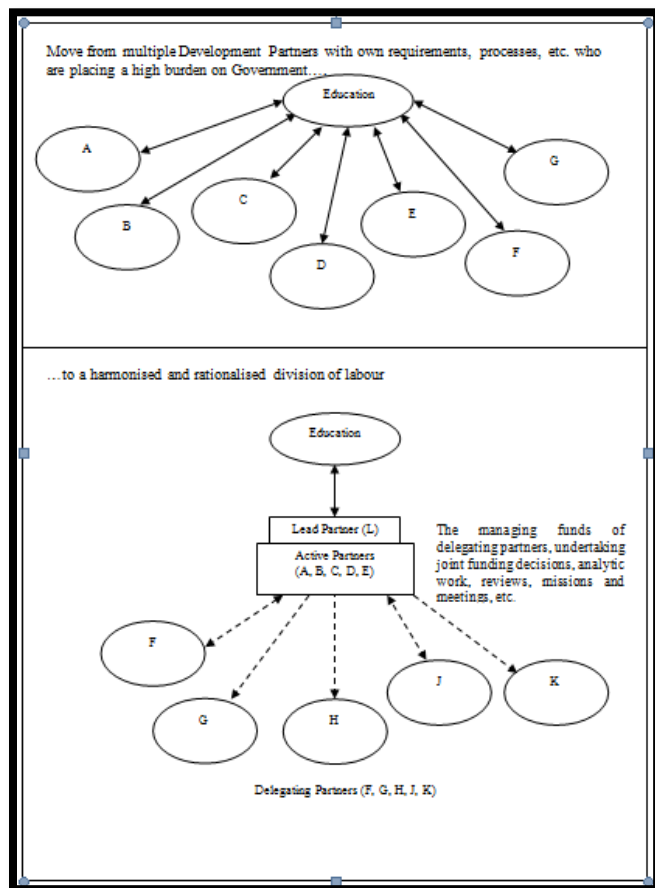 Move from multiple Development Partners with own requirements, processes, etc. who
are placing a high burden on Government….
Education
A
B
C
D
E
F
G
…to a harmonised and rationalised division of labour
Education
Lead Partner (L)
Active Partners
(A, B, C, D, E)
The managing funds of
delegating partners, undertaking
joint funding decisions, analytic
work, reviews, missions and
meetings, etc.
F
G
H
J
K
Delegating Partners (F, G, H, J, K)